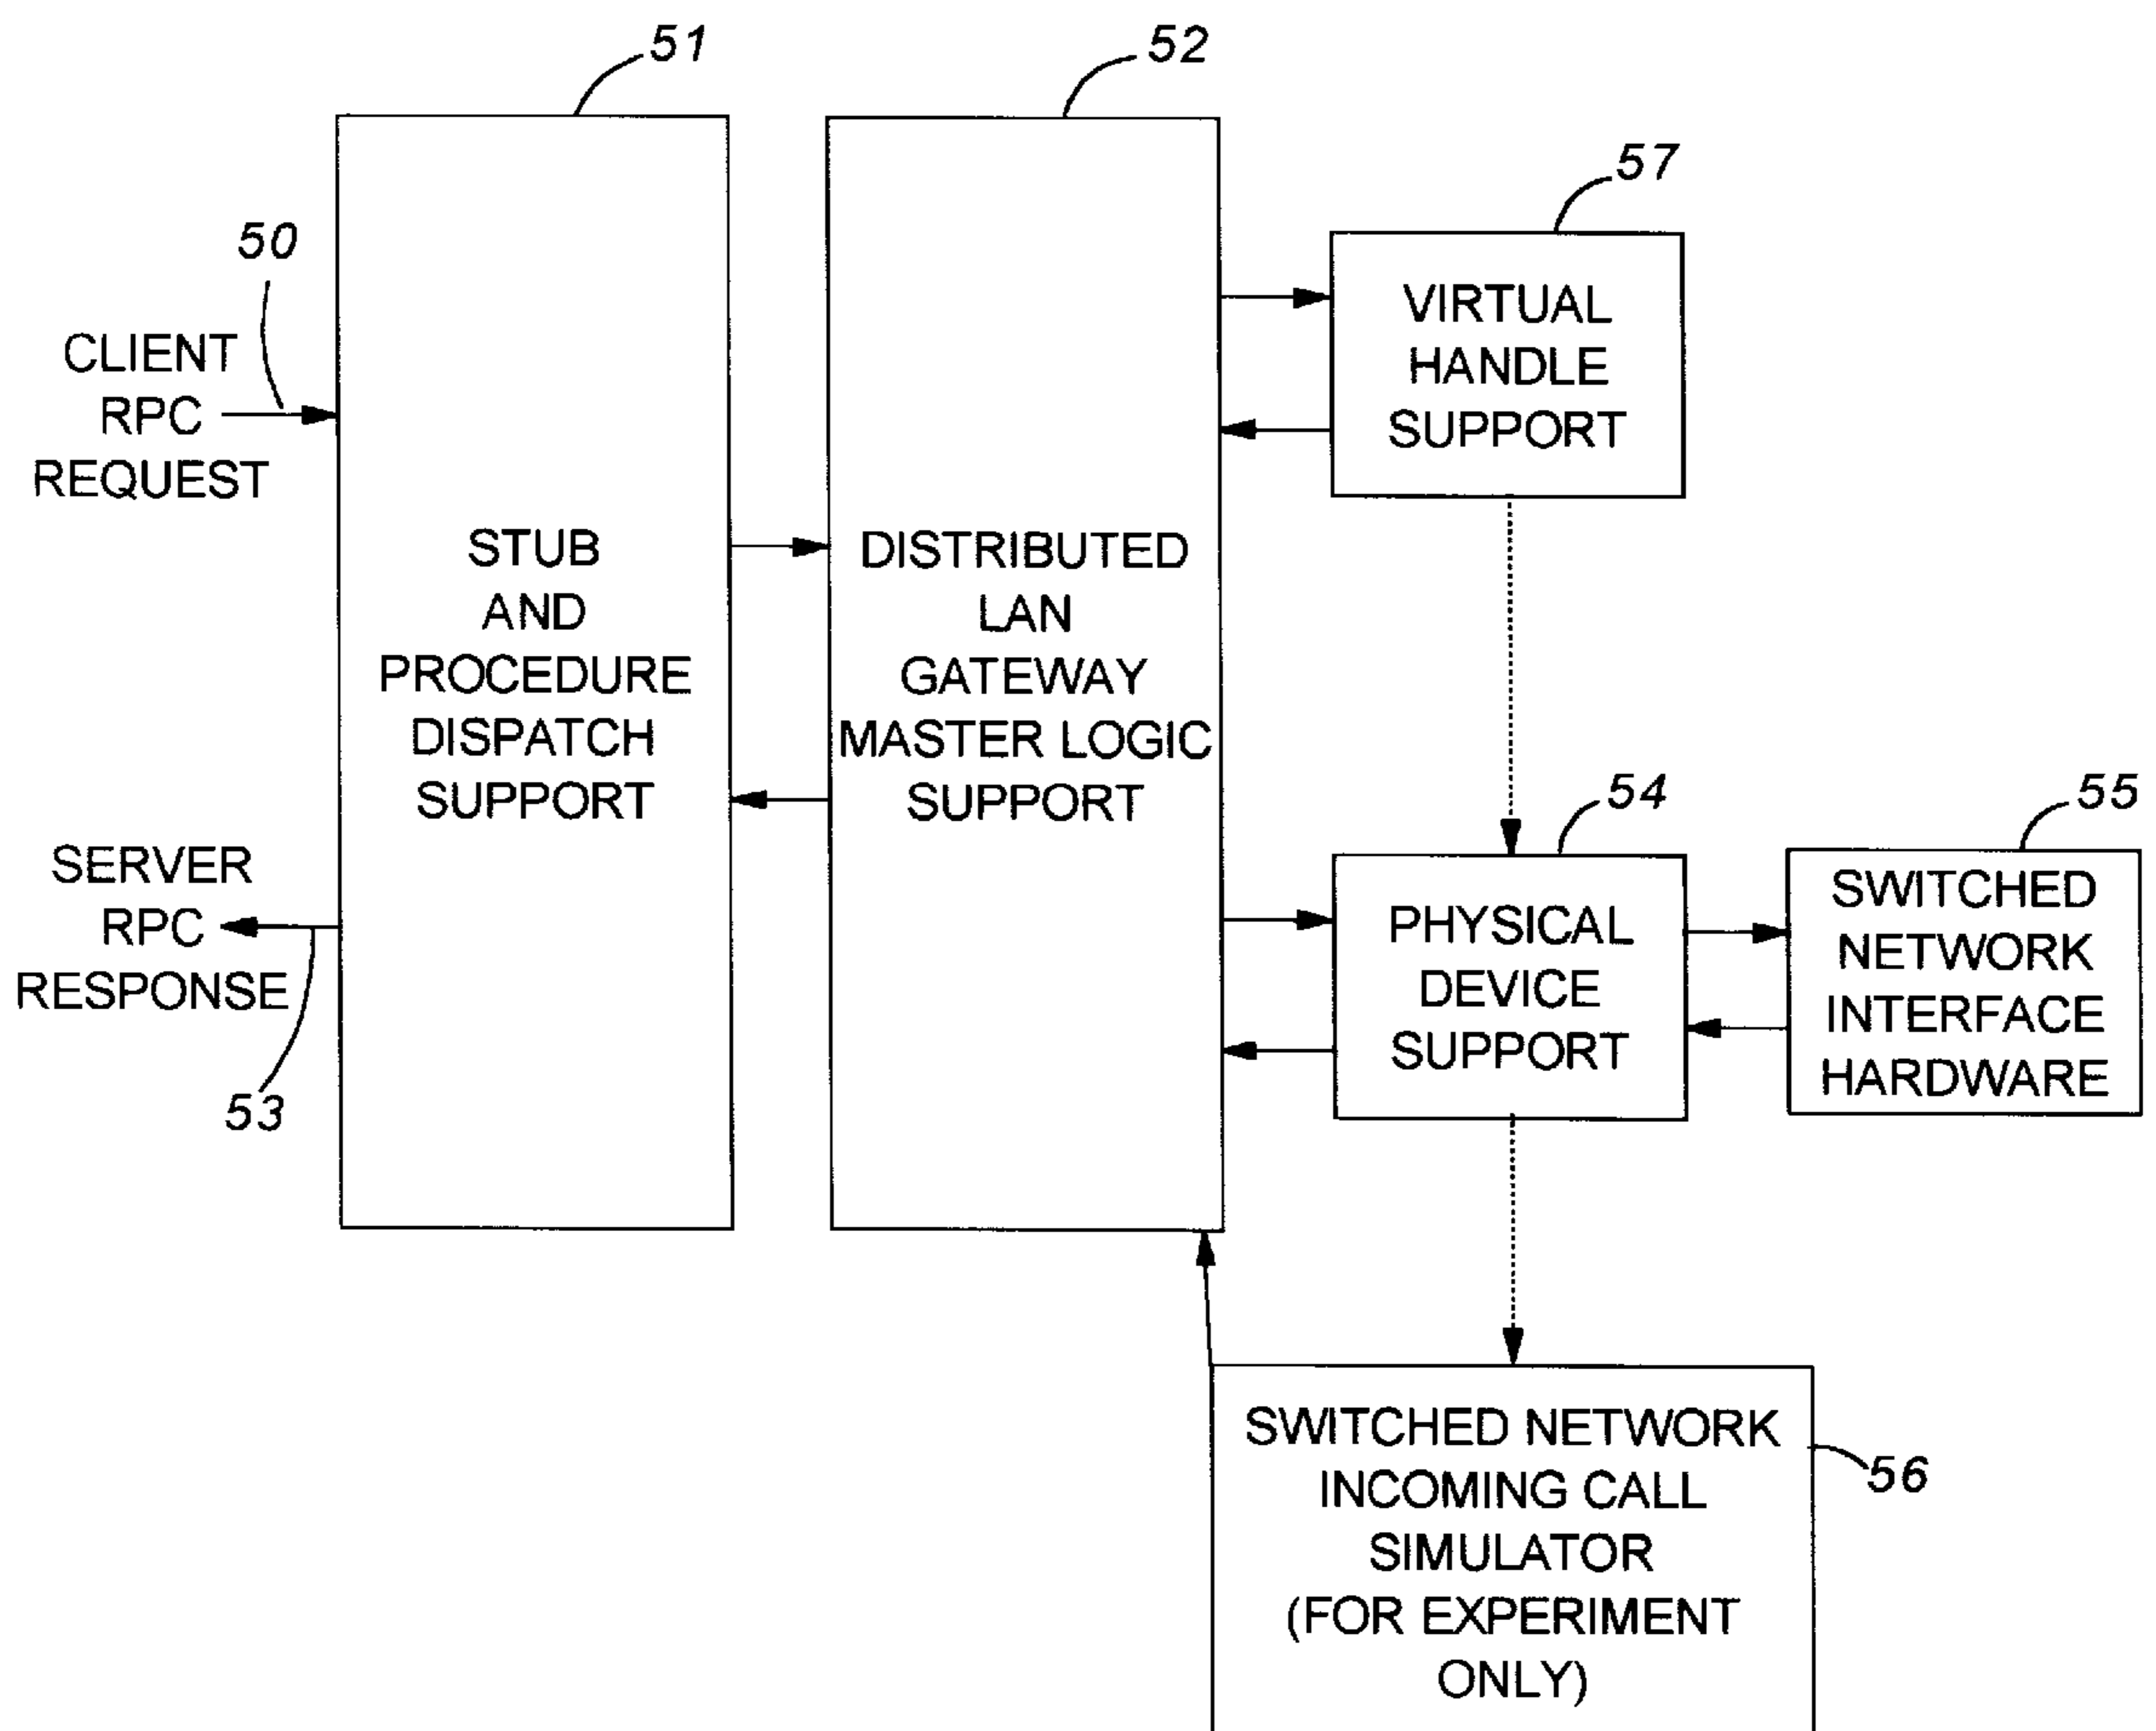 51
52
57
50
CLIENT
RPC
REQUEST
STUB
AND
PROCEDURE
DISPATCH
SUPPORT
DISTRIBUTED
LAN
GATEWAY
MASTER LOGIC
SUPPORT
VIRTUAL
HANDLE
SUPPORT
SERVER
RPC
RESPONSE
53
54
PHYSICAL
DEVICE
SUPPORT
55
SWITCHED
NETWORK
INTERFACE
HARDWARE
SWITCHED NETWORK
INCOMING CALL
SIMULATOR
(FOR EXPERIMENT
ONLY)
56